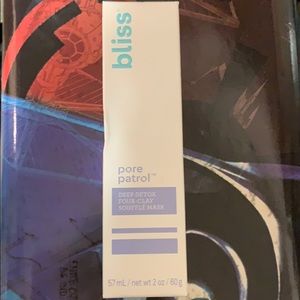 bliss
pore
patrol™
DEEP DETOX
FOUR-CLAY
SOUFFLÉ MASK
57 mL / net wt 2 oz / 60 g